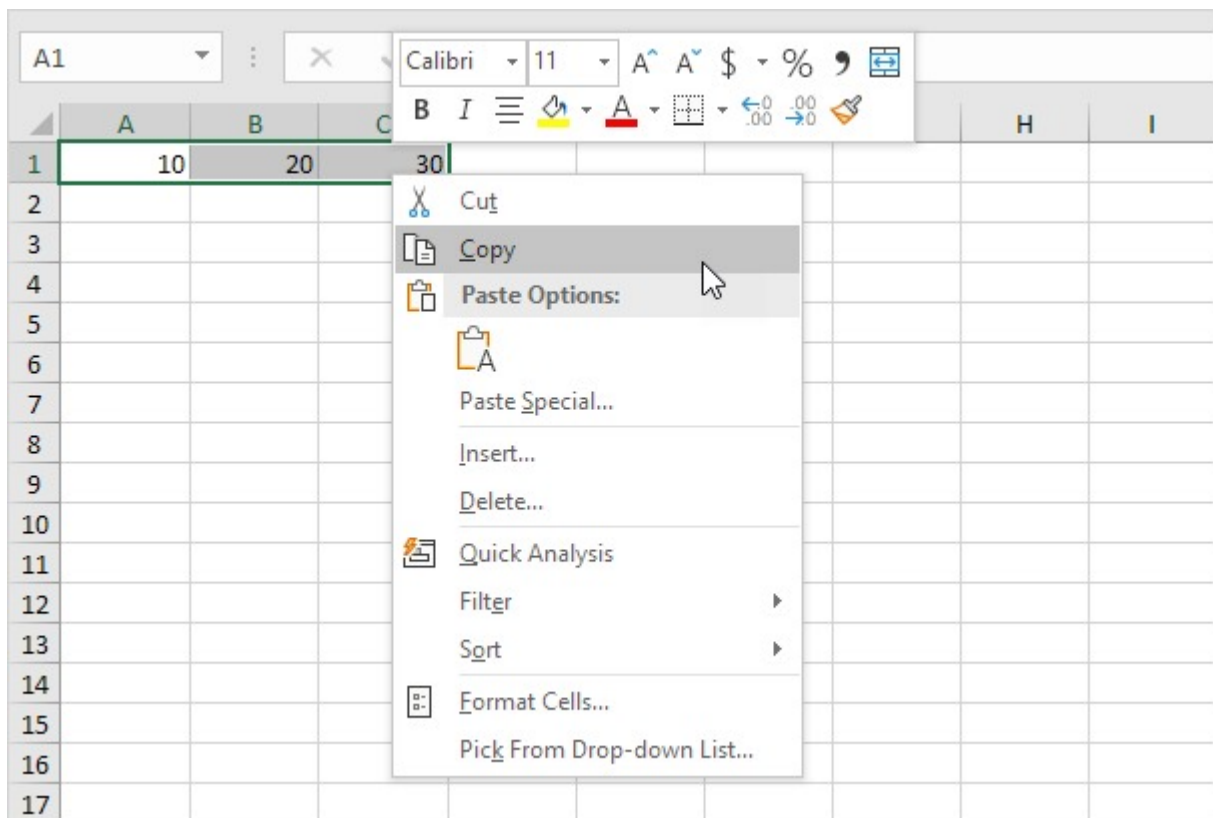 A1
Calibri 11 A A $ % ,
B I A .00 .00
A B C H I
1 10 20 30
2 Cut
3 Copy
4 Paste Options:
5
6 A
7 Paste Special...
8 Insert...
9 Delete...
10
11 Quick Analysis
12 Filter
13 Sort
14 Format Cells...
15
16 Pick From Drop-down List...
17